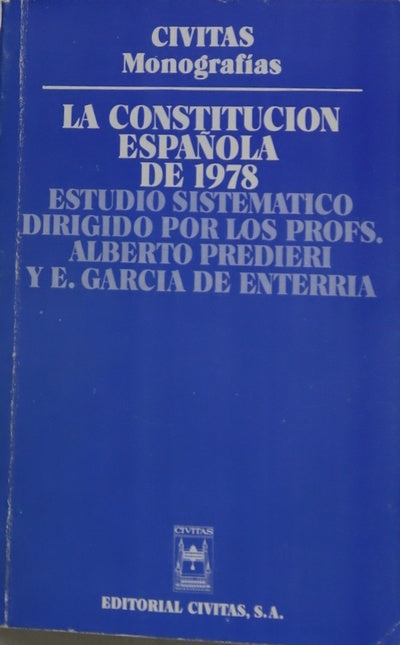 CIVITAS
Monografías
LA CONSTITUCION
ESPAÑOLA
DE 1978
ESTUDIO SISTEMATICO
DIRIGIDO POR LOS PROFS.
ALBERTO PREDIERI
Y E. GARCIA DE ENTERRIA
CIVITAS
EDITORIAL CIVITAS, S.A.